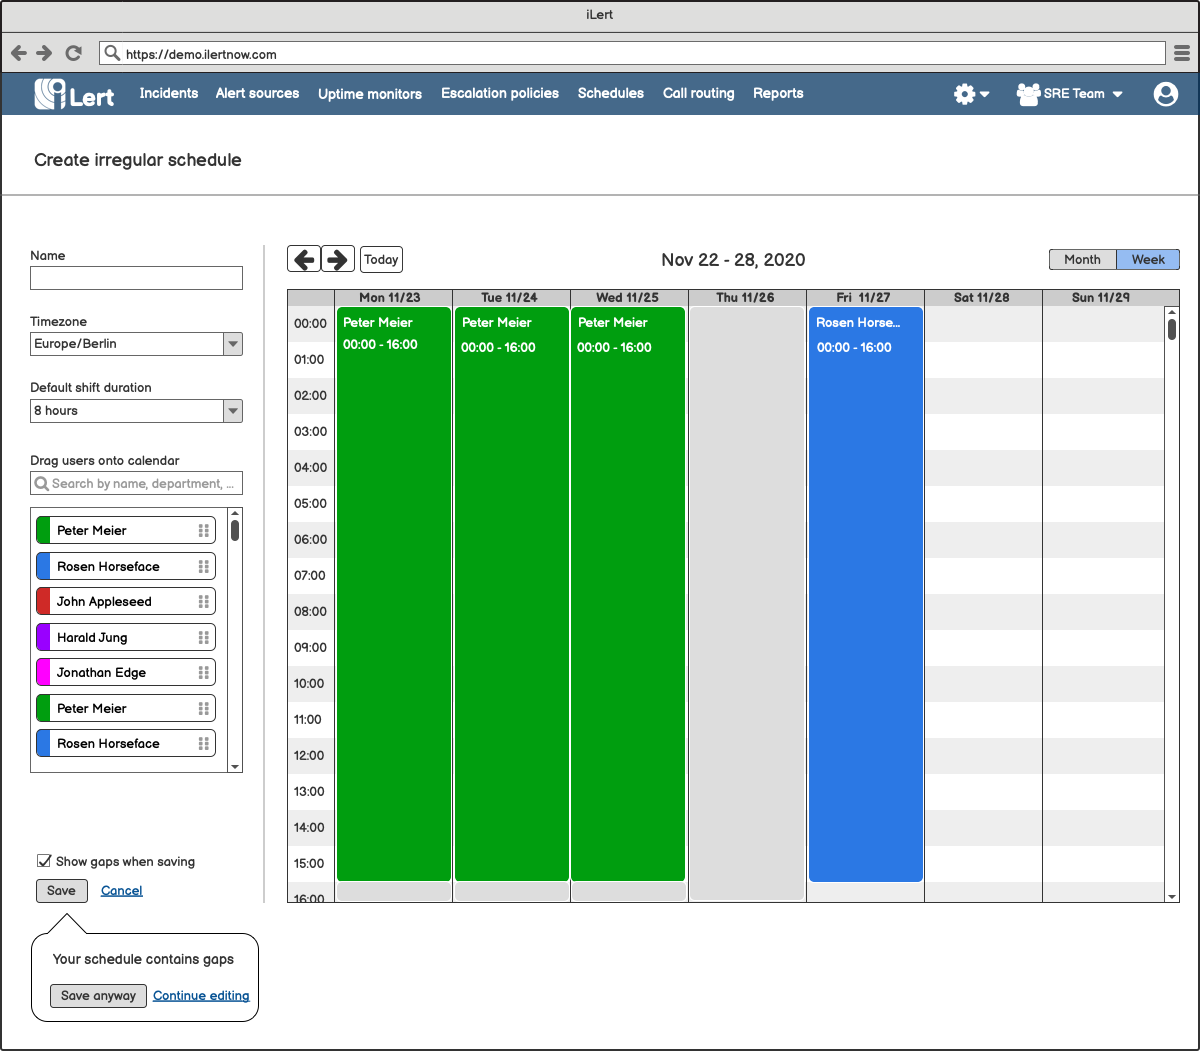 iLert
https://demo.ilertnow.com
iLert Incidents Alert sources Uptime monitors Escalation policies Schedules Call routing Reports SRE Team
Create irregular schedule
Name
Timezone
Europe/Berlin
Default shift duration
8 hours
Drag users onto calendar
Search by name, department, ...
Peter Meier
Rosen Horseface
John Appleseed
Harald Jung
Jonathan Edge
Peter Meier
Rosen Horseface
Show gaps when saving
Save Cancel
Your schedule contains gaps
Save anyway Continue editing
Today Nov 22 - 28, 2020 Month Week
Mon 11/23 Tue 11/24 Wed 11/25 Thu 11/26 Fri 11/27 Sat 11/28 Sun 11/29
Peter Meier Peter Meier Peter Meier Rosen Horse...
00:00 - 16:00 00:00 - 16:00 00:00 - 16:00 00:00 - 16:00
00:00
01:00
02:00
03:00
04:00
05:00
06:00
07:00
08:00
09:00
10:00
11:00
12:00
13:00
14:00
15:00
16:00